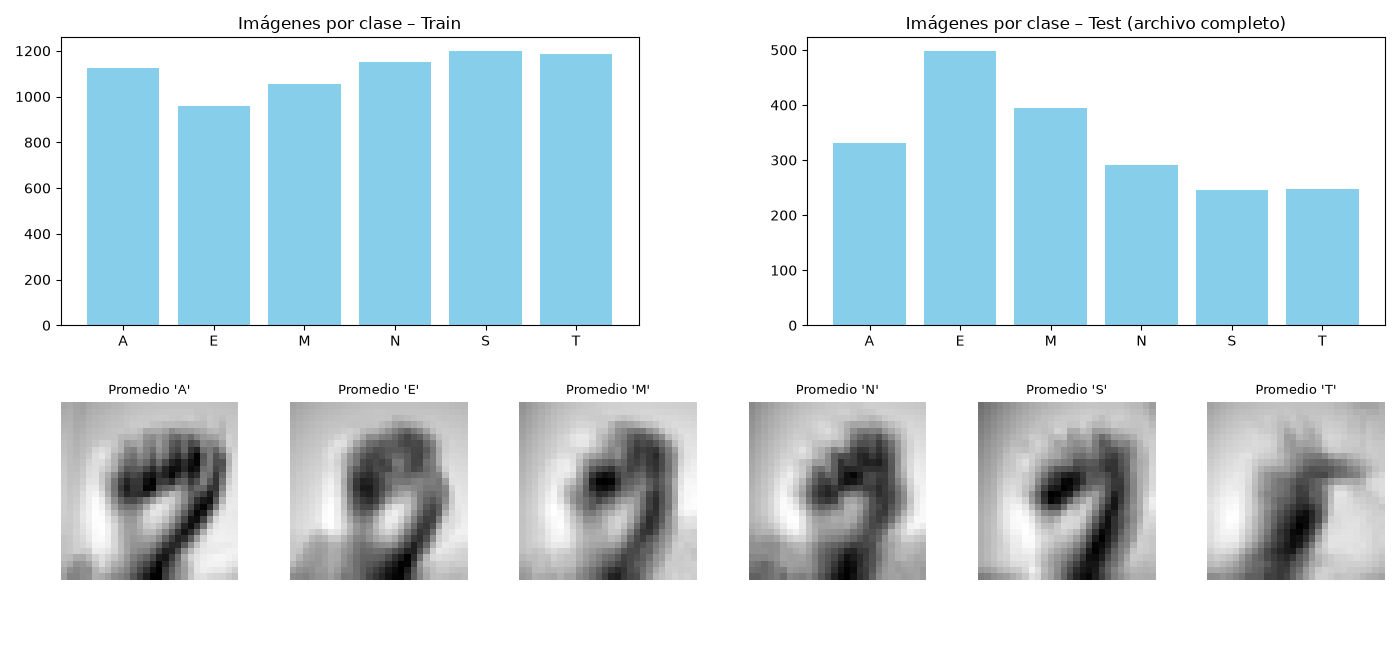 Imágenes por clase – Train
1200
1000
800
600
400
200
0
A E M N S T
Imágenes por clase – Test (archivo completo)
500
400
300
200
100
0
A E M N S T
Promedio 'A'
Promedio 'E'
Promedio 'M'
Promedio 'N'
Promedio 'S'
Promedio 'T'